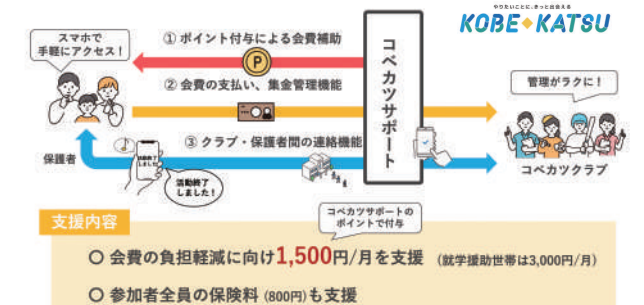 やりたいことに、きっと出会える
KOBE◆KATSU
スマホで
手軽にアクセス！
① ポイント付与による会費補助
P
② 会費の支払い、集金管理機能
③ クラブ・保護者間の連絡機能
コベカツサポート
管理がラクに！
コベカツクラブ
保護者
活動終了
しました！
活動終了
しました！
コベカツサポートの
ポイントで付与
支援内容
〇 会費の負担軽減に向け1,500円/月を支援 (就学援助世帯は3,000円/月)
〇 参加者全員の保険料 (800円) も支援